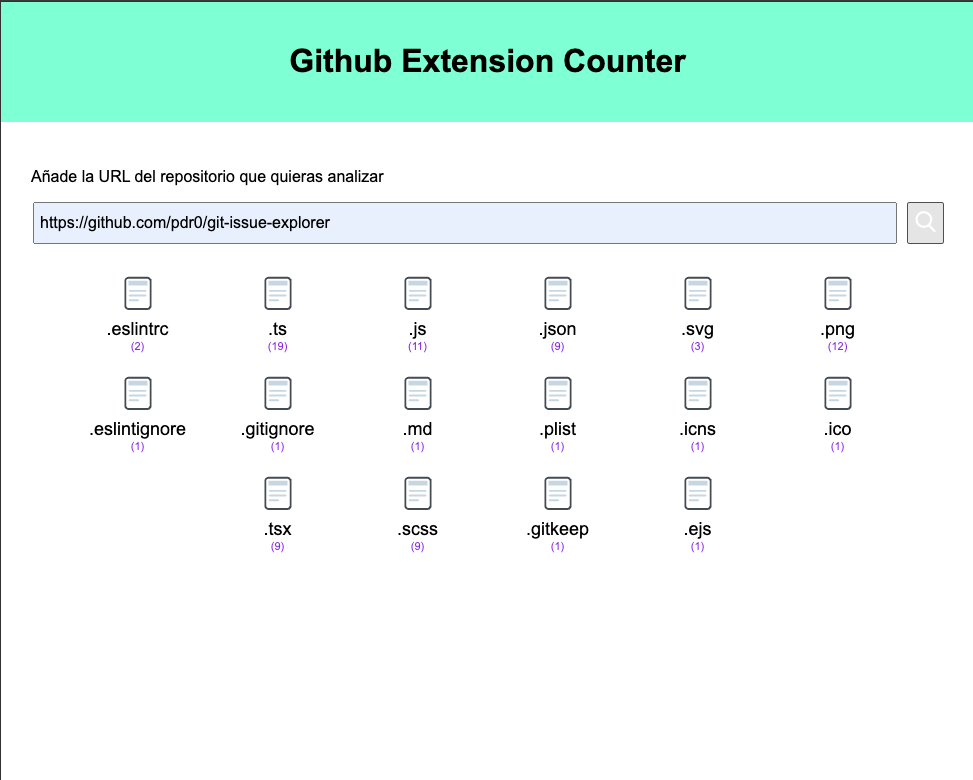 Github Extension Counter
Añade la URL del repositorio que quieras analizar
https://github.com/pdr0/git-issue-explorer
.eslintrc .ts .js .json .svg .png
(2) (19) (11) (9) (3) (12)
.eslintignore .gitignore .md .plist .icns .ico
(1) (1) (1) (1) (1) (1)
.tsx .scss .gitkeep .ejs
(9) (9) (1) (1)